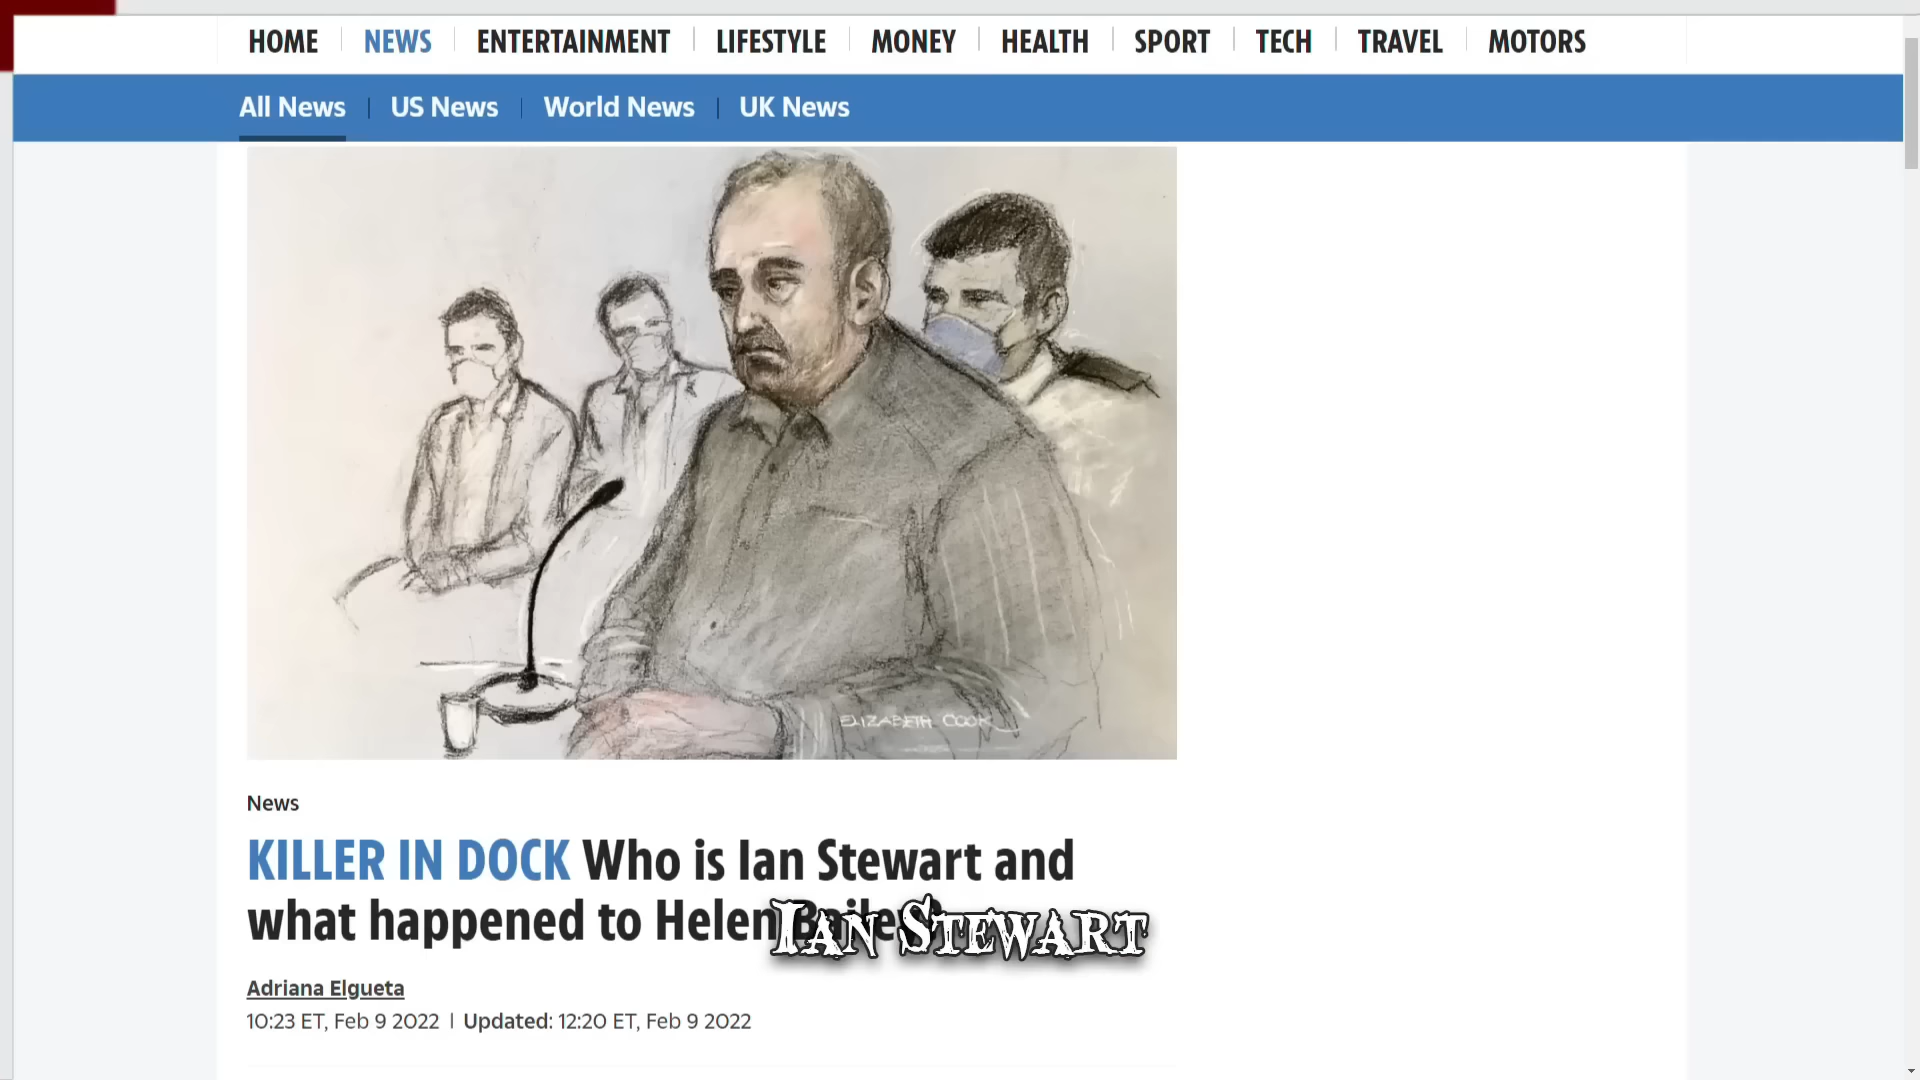 HOME NEWS ENTERTAINMENT LIFESTYLE MONEY HEALTH SPORT TECH TRAVEL MOTORS
All News US News World News UK News
ELIZABETH COOK
News
KILLER IN DOCK Who is Ian Stewart and
what happened to Helen Bailey
Ian Stewart
Adriana Elgueta
10:23 ET, Feb 9 2022 | Updated: 12:20 ET, Feb 9 2022